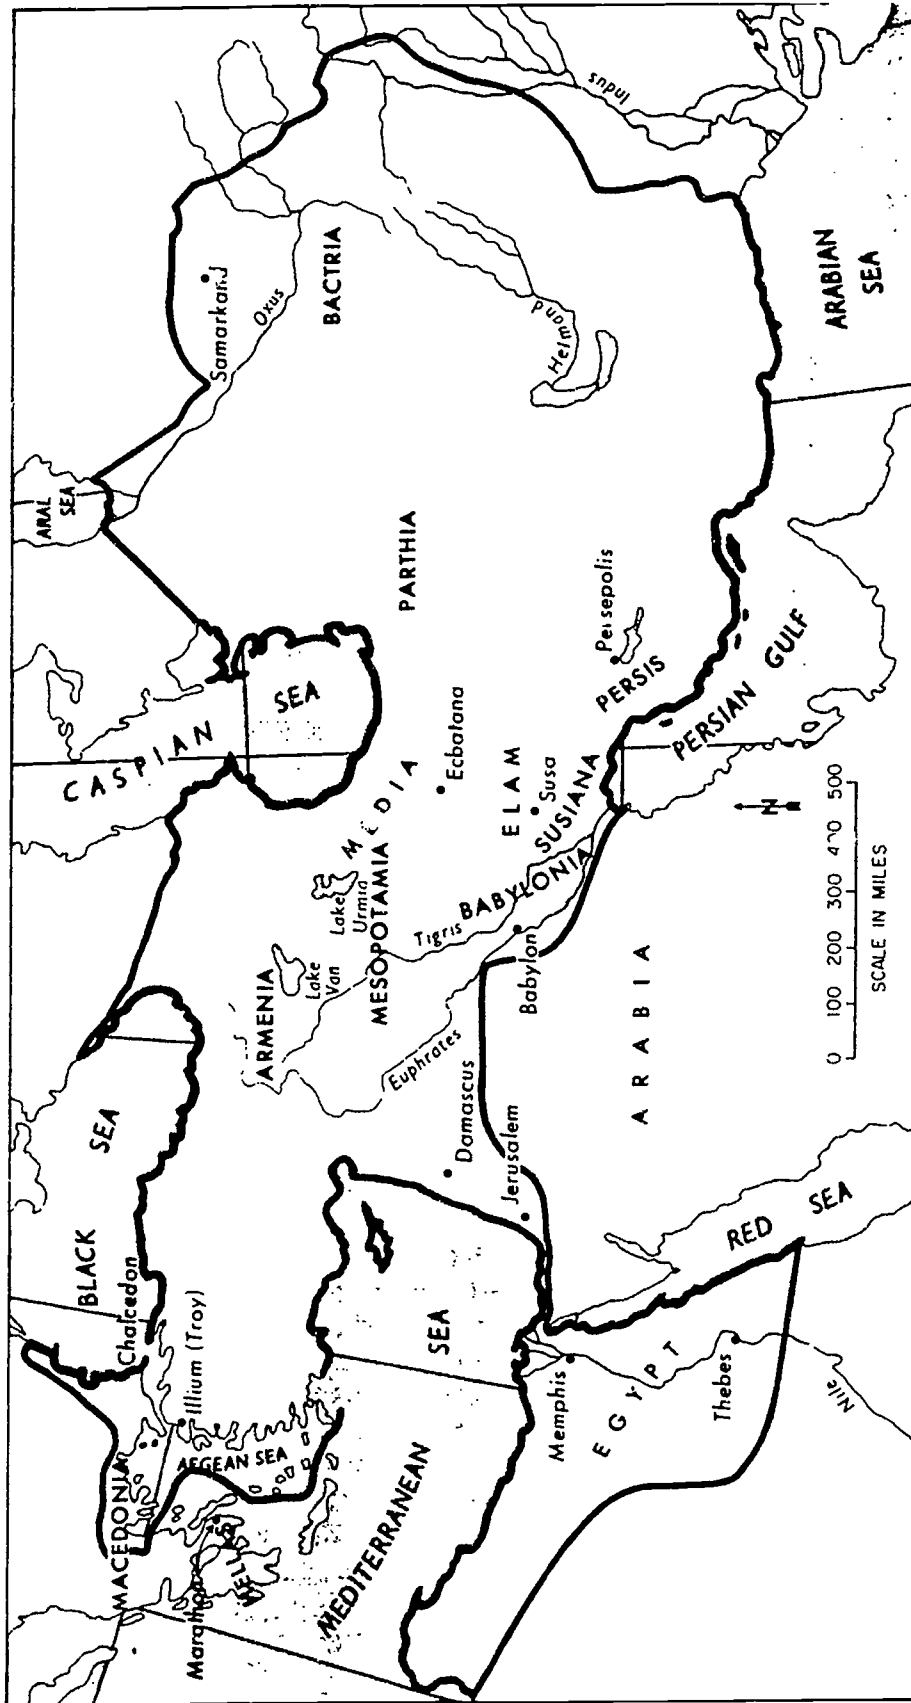 MACEDONIA
HELLAS
Marathon
AEGEAN SEA
Illium (Troy)
Chalcedon
BLACK
SEA
CASPIAN
SEA
ARAL
SEA
Samarkand
Oxus
BACTRIA
Indus
Helmand
PARTHIA
ARMENIA
Lake
Van
Lake
Urmia
MEDIA
MESOPOTAMIA
Ecbatana
Tigris
Euphrates
BABYLONIA
Babylon
ELAM
Susa
SUSIANA
PERSIS
Persepolis
PERSIAN GULF
ARABIAN
SEA
Damascus
Jerusalem
MEDITERRANEAN
SEA
Memphis
EGYPT
Thebes
Nile
RED SEA
ARABIA
N
0 100 200 300 400 500
SCALE IN MILES